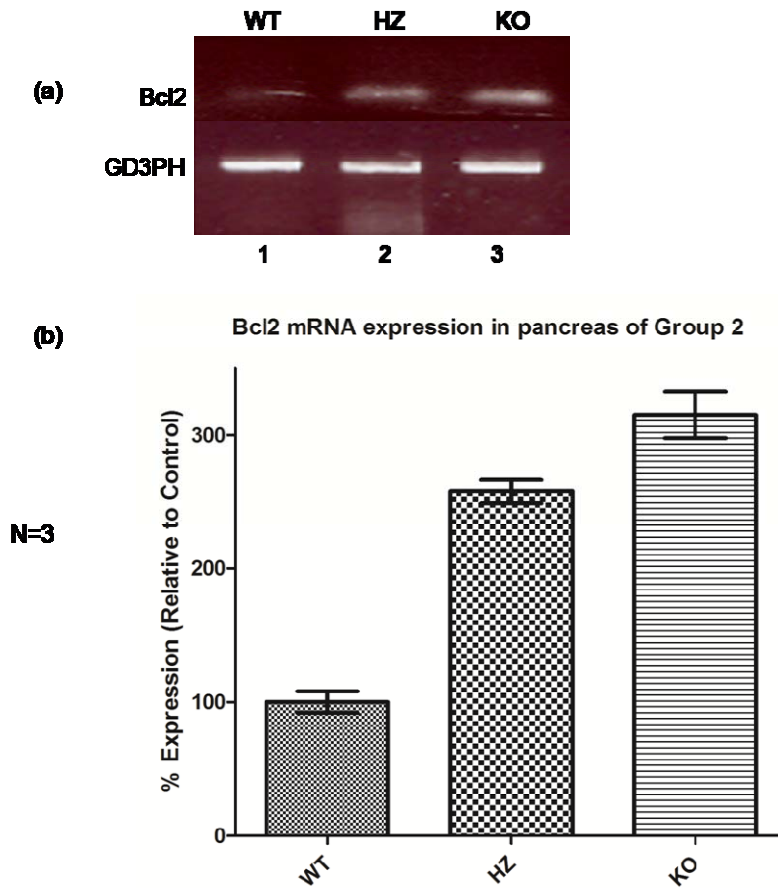 WT HZ KO
(a)
Bcl2
GD3PH
1 2 3
(b)
Bcl2 mRNA expression in pancreas of Group 2
% Expression (Relative to Control)
300
200
100
0
N=3
WT HZ KO